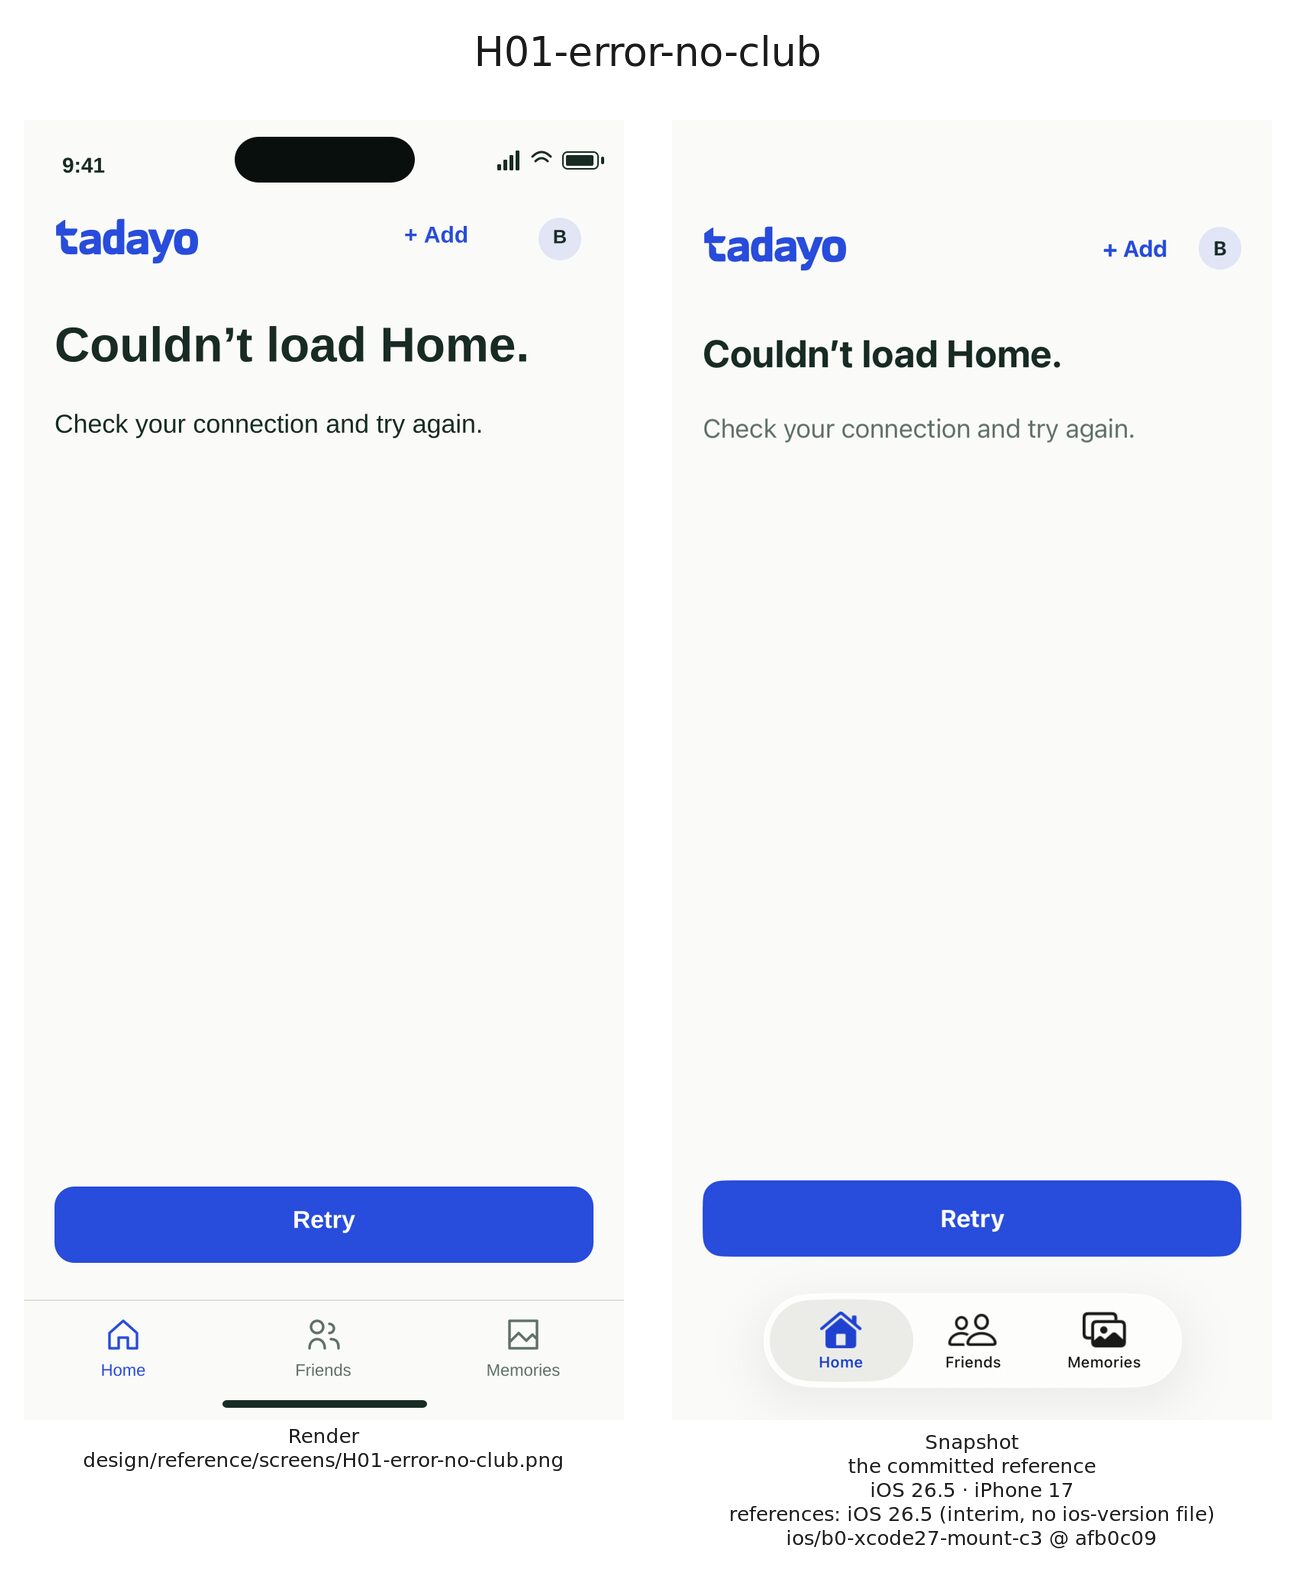 H01-error-no-club
9:41
tadayo
+ Add
B
Couldn’t load Home.
Check your connection and try again.
Retry
Home
Friends
Memories
Render
design/reference/screens/H01-error-no-club.png
tadayo
+ Add
B
Couldn’t load Home.
Check your connection and try again.
Retry
Home
Friends
Memories
Snapshot
the committed reference
iOS 26.5 · iPhone 17
references: iOS 26.5 (interim, no ios-version file)
ios/b0-xcode27-mount-c3 @ afb0c09